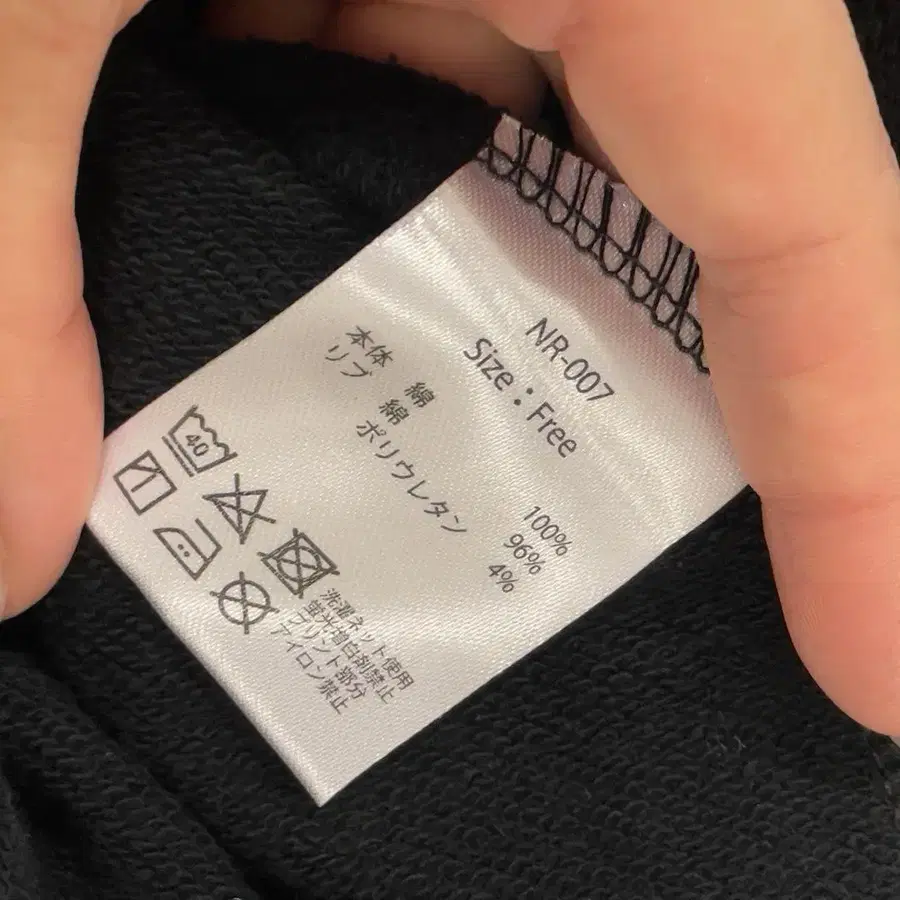 NR-007
Size : Free
本体 綿 100%
リブ 綿 96%
ポリウレタン 4%
40
洗濯ネット使用
蛍光増白剤禁止
プリント部分
アイロン禁止